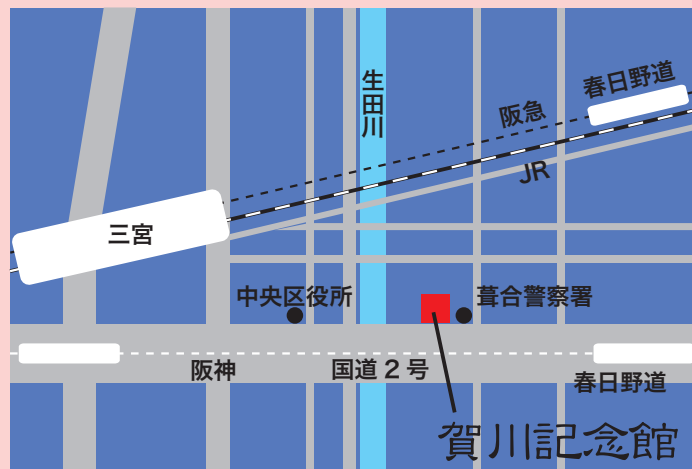 春日野道
生田川
阪急
JR
三宮
中央区役所
葺合警察署
阪神
国道2号
春日野道
賀川記念館